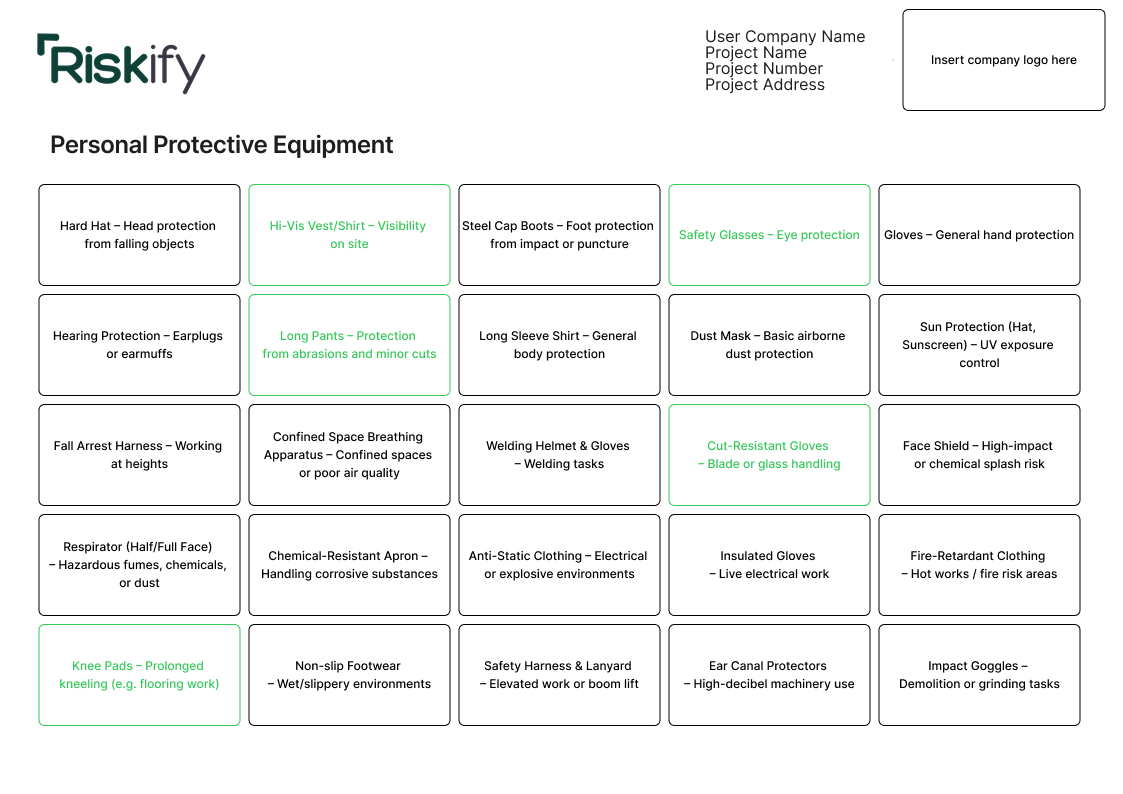 Riskify
User Company Name
Project Name
Project Number
Project Address
Insert company logo here
Personal Protective Equipment
Hard Hat – Head protection
from falling objects
Hi-Vis Vest/Shirt – Visibility
on site
Steel Cap Boots – Foot protection
from impact or puncture
Safety Glasses – Eye protection
Gloves – General hand protection
Hearing Protection – Earplugs
or earmuffs
Long Pants – Protection
from abrasions and minor cuts
Long Sleeve Shirt – General
body protection
Dust Mask – Basic airborne
dust protection
Sun Protection (Hat,
Sunscreen) – UV exposure
control
Fall Arrest Harness – Working
at heights
Confined Space Breathing
Apparatus – Confined spaces
or poor air quality
Welding Helmet & Gloves
– Welding tasks
Cut-Resistant Gloves
– Blade or glass handling
Face Shield – High-impact
or chemical splash risk
Respirator (Half/Full Face)
– Hazardous fumes, chemicals,
or dust
Chemical-Resistant Apron –
Handling corrosive substances
Anti-Static Clothing – Electrical
or explosive environments
Insulated Gloves
– Live electrical work
Fire-Retardant Clothing
– Hot works / fire risk areas
Knee Pads – Prolonged
kneeling (e.g. flooring work)
Non-slip Footwear
– Wet/slippery environments
Safety Harness & Lanyard
– Elevated work or boom lift
Ear Canal Protectors
– High-decibel machinery use
Impact Goggles –
Demolition or grinding tasks